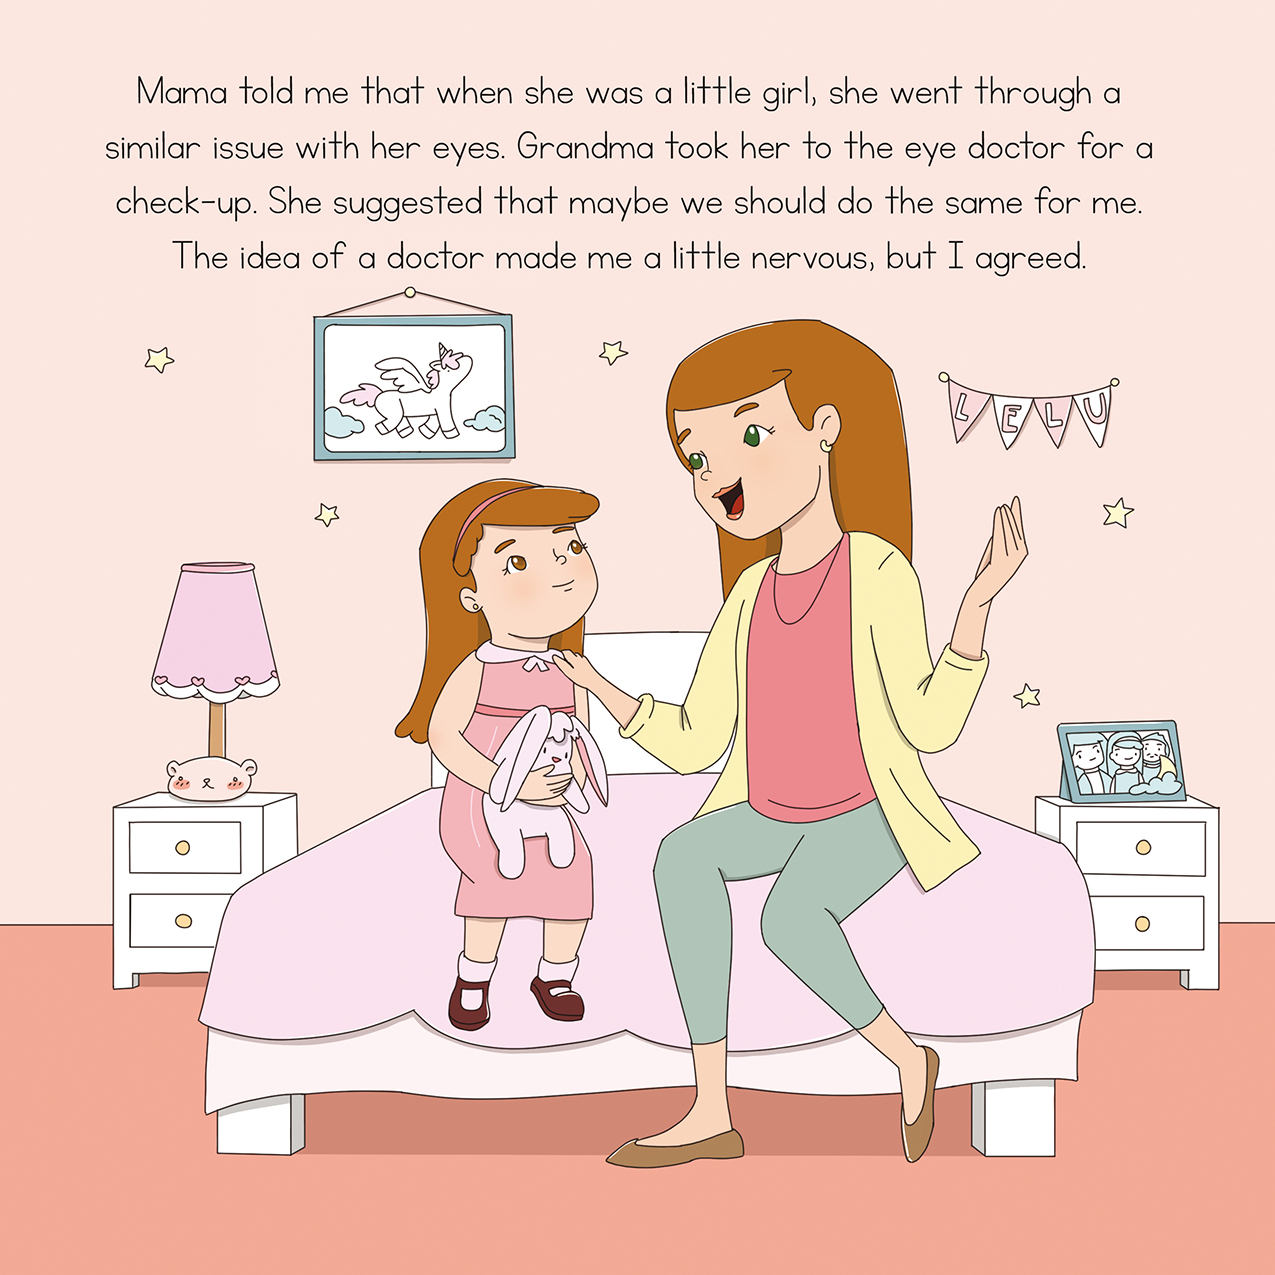 Mama told me that when she was a little girl, she went through a
similar issue with her eyes. Grandma took her to the eye doctor for a
check-up. She suggested that maybe we should do the same for me.
The idea of a doctor made me a little nervous, but I agreed.
LELU